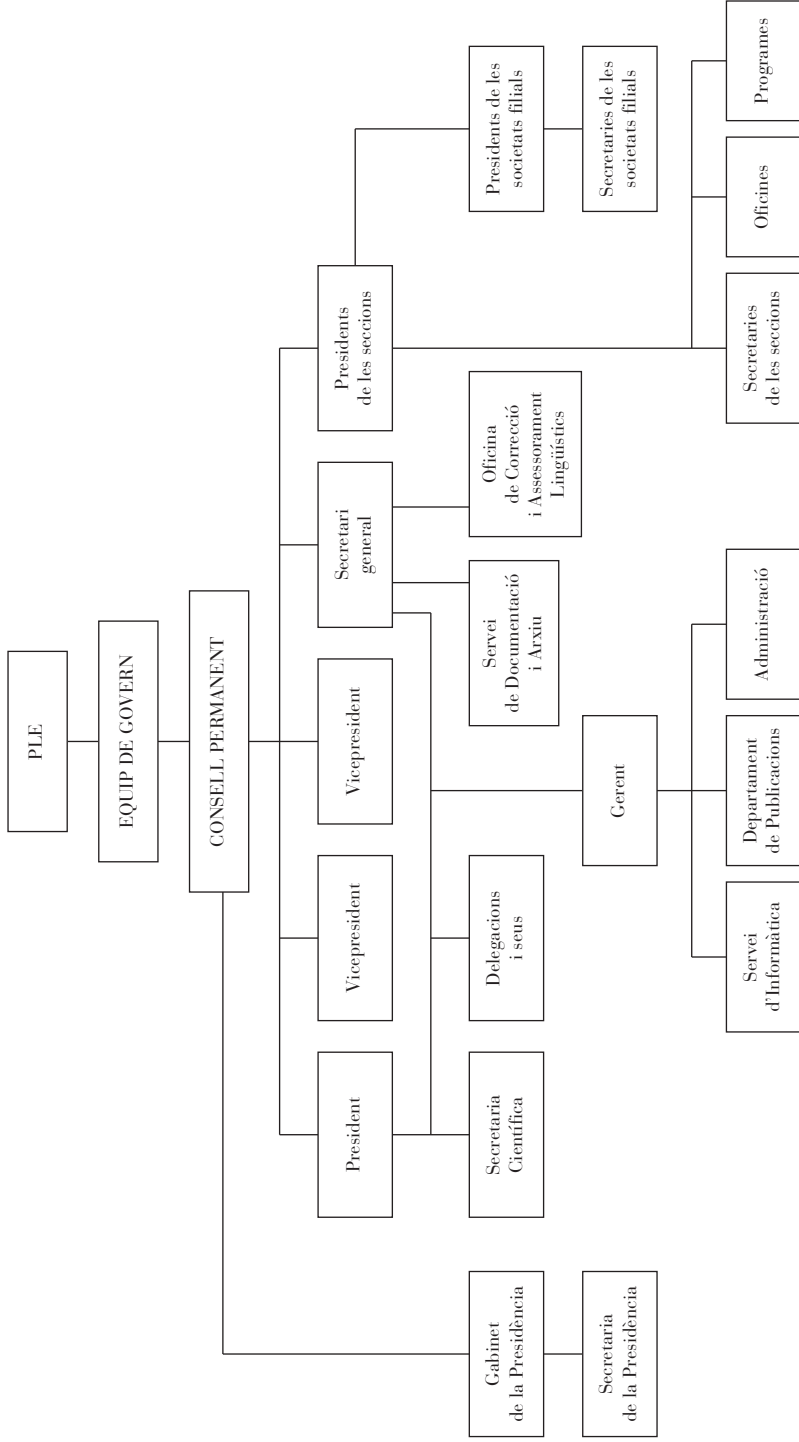 PLE
EQUIP DE GOVERN
CONSELL PERMANENT
President
Vicepresident
Vicepresident
Secretari
general
Presidents
de les seccions
Gabinet
de la Presidència
Secretaria
Científica
Delegacions
i seus
Servei
de Documentació
i Arxiu
Oficina
de Correcció
i Assessorament
Lingüístics
Presidents de les
societats filials
Secretaria
de la Presidència
Gerent
Secretaries de les
societats filials
Servei
d'Informàtica
Departament
de Publicacions
Administració
Secretaries
de les seccions
Oficines
Programes